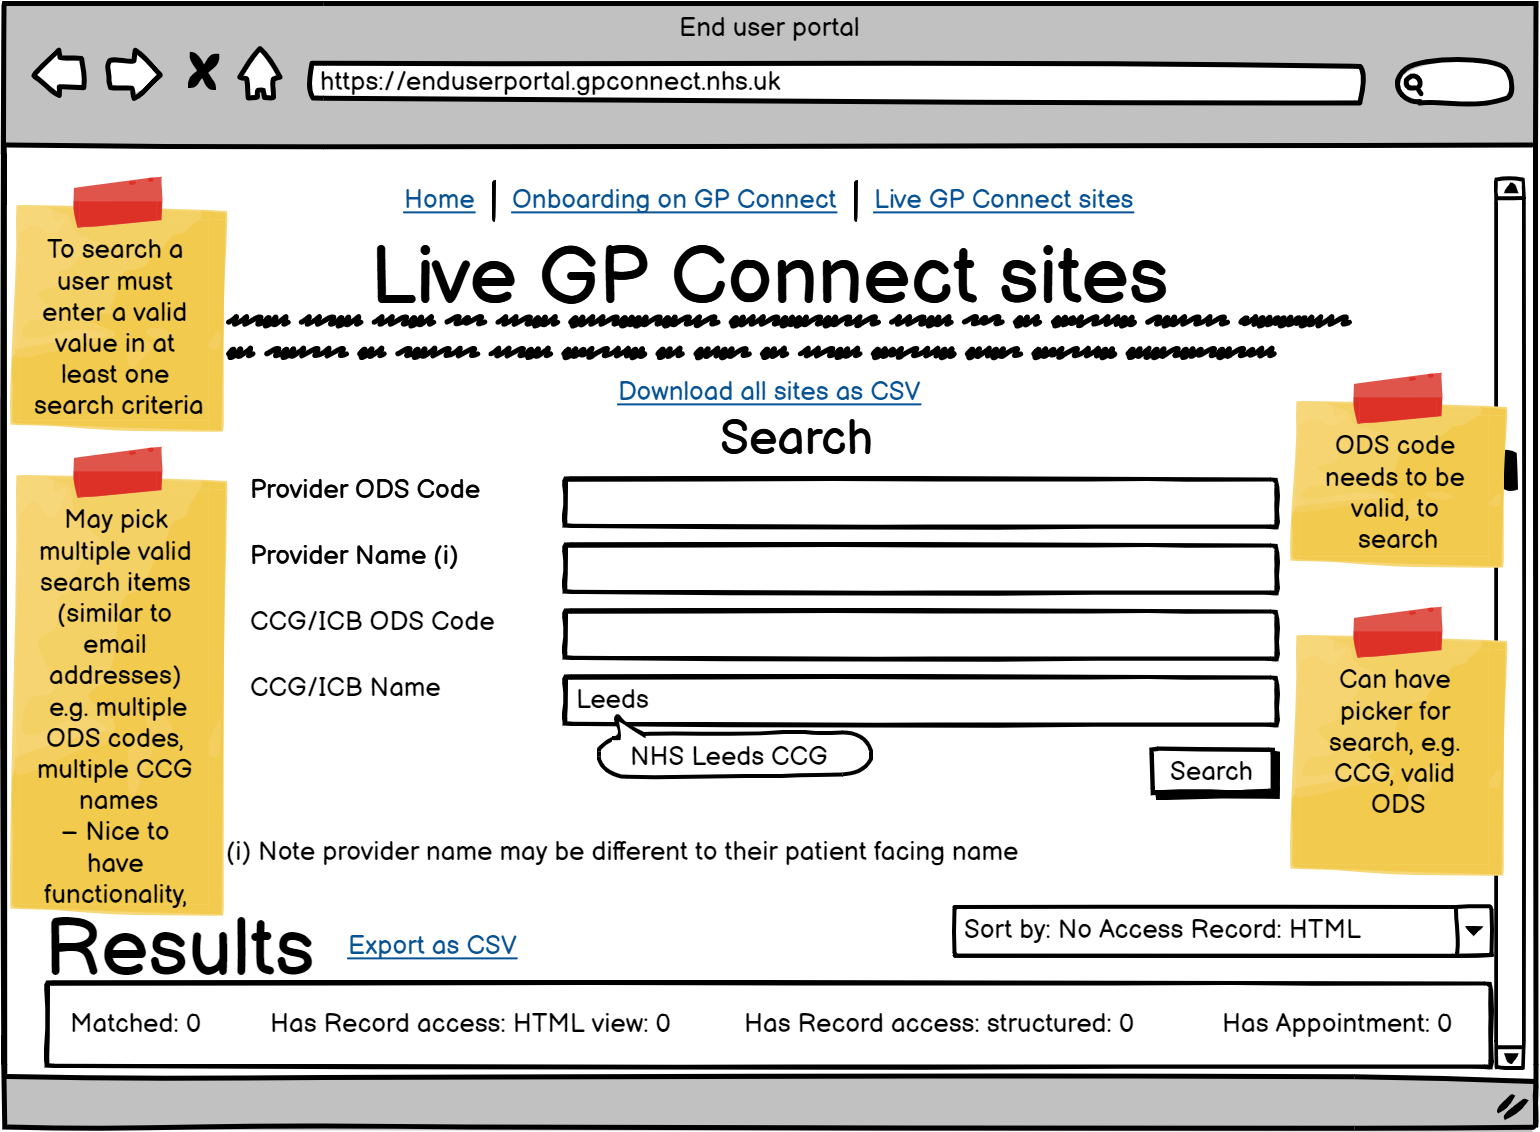 End user portal
https://enduserportal.gpconnect.nhs.uk
Home | Onboarding on GP Connect | Live GP Connect sites
Live GP Connect sites
Download all sites as CSV
Search
Provider ODS Code
Provider Name (i)
CCG/ICB ODS Code
CCG/ICB Name
Leeds
NHS Leeds CCG
Search
(i) Note provider name may be different to their patient facing name
To search a
user must
enter a valid
value in at
least one
search criteria
May pick
multiple valid
search items
(similar to
email
addresses)
e.g. multiple
ODS codes,
multiple CCG
names
– Nice to
have
functionality,
ODS code
needs to be
valid, to
search
Can have
picker for
search, e.g.
CCG, valid
ODS
Results
Export as CSV
Sort by: No Access Record: HTML
Matched: 0 Has Record access: HTML view: 0 Has Record access: structured: 0 Has Appointment: 0